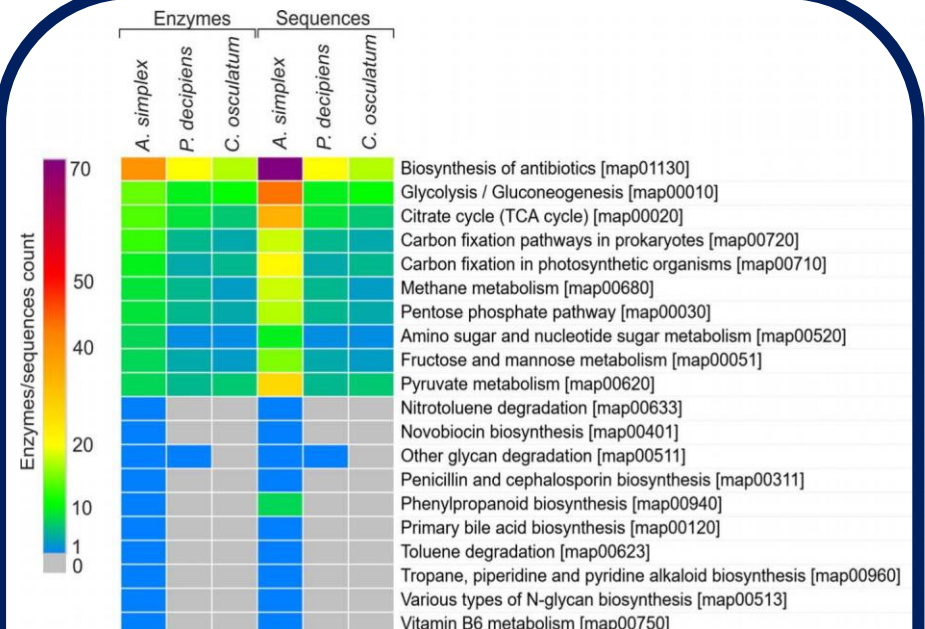 Enzymes Sequences
A. simplex
P. decipiens
C. osculatum
A. simplex
P. decipiens
C. osculatum
Enzymes/sequences count
70
50
40
20
10
1
0
Biosynthesis of antibiotics [map01130]
Glycolysis / Gluconeogenesis [map00010]
Citrate cycle (TCA cycle) [map00020]
Carbon fixation pathways in prokaryotes [map00720]
Carbon fixation in photosynthetic organisms [map00710]
Methane metabolism [map00680]
Pentose phosphate pathway [map00030]
Amino sugar and nucleotide sugar metabolism [map00520]
Fructose and mannose metabolism [map00051]
Pyruvate metabolism [map00620]
Nitrotoluene degradation [map00633]
Novobiocin biosynthesis [map00401]
Other glycan degradation [map00511]
Penicillin and cephalosporin biosynthesis [map00311]
Phenylpropanoid biosynthesis [map00940]
Primary bile acid biosynthesis [map00120]
Toluene degradation [map00623]
Tropane, piperidine and pyridine alkaloid biosynthesis [map00960]
Various types of N-glycan biosynthesis [map00513]
Vitamin B6 metabolism [map00750]